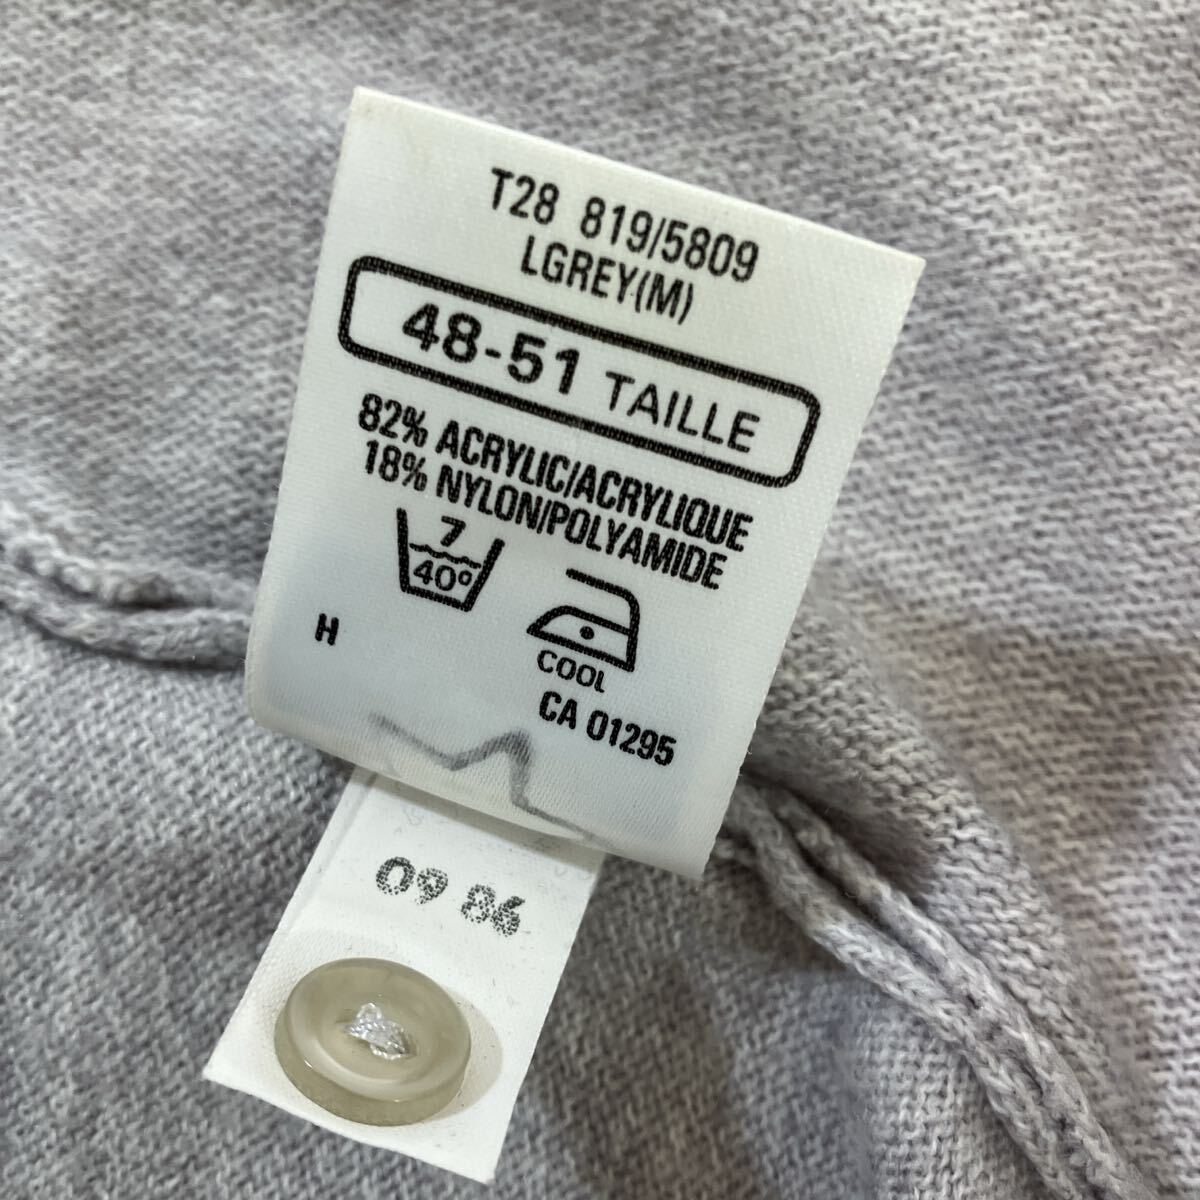 T28 819/5809
LGREY(M)
48-51 TAILLE
82% ACRYLIC/ACRYLIQUE
18% NYLON/POLYAMIDE
7
40°
H
COOL
CA 01295
09 86